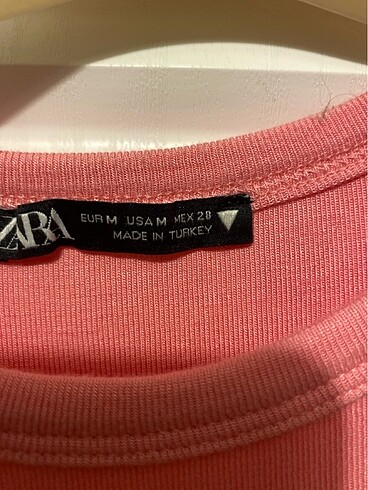 ZARA
EUR M USA M MEX 28
MADE IN TURKEY